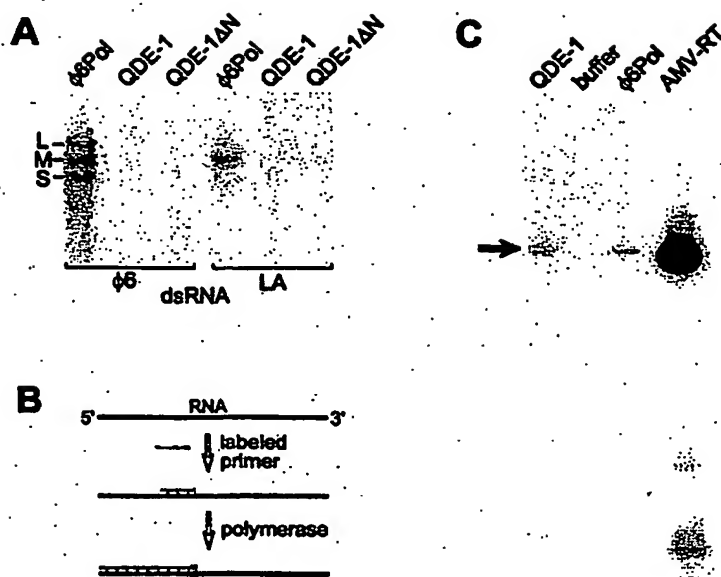 A
ϕ6Pol QDE-1 QDE-1ΔN ϕ6Pol QDE-1 QDE-1ΔN
L
M
S
ϕ6 LA
dsRNA
B
RNA
5' 3'
labeled
primer
polymerase
C
QDE-1 buffer ϕ6Pol AMV-RT